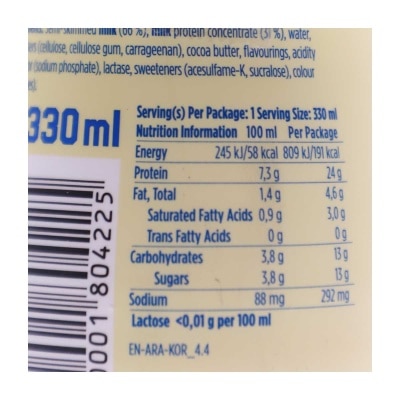 semi-skimmed milk (66 %), milk protein concentrate (31 %), water,
(cellulose, cellulose gum, carrageenan), cocoa butter, flavourings, acidity
(sodium phosphate), lactase, sweeteners (acesulfame-K, sucralose), colour
330 ml
Serving(s) Per Package: 1 Serving Size: 330 ml
Nutrition Information 100 ml Per Package
Energy 245 kJ/58 kcal 809 kJ/191 kcal
Protein 7,3 g 24 g
Fat, Total 1,4 g 4,6 g
Saturated Fatty Acids 0,9 g 3,0 g
Trans Fatty Acids 0 g 0 g
Carbohydrates 3,8 g 13 g
Sugars 3,8 g 13 g
Sodium 88 mg 292 mg
Lactose <0,01 g per 100 ml
EN-ARA-KOR_4.4
0001 804225